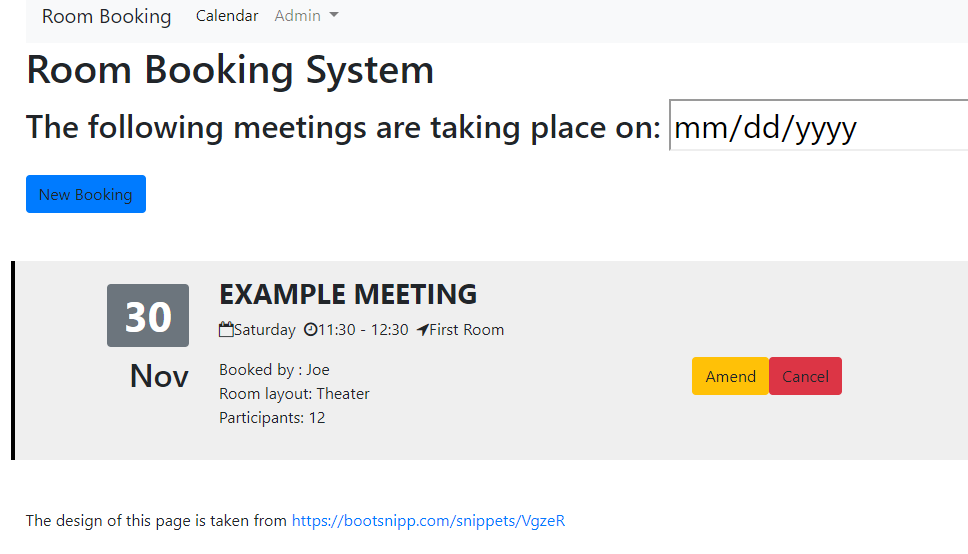 Room Booking Calendar Admin
Room Booking System
The following meetings are taking place on: mm/dd/yyyy
New Booking
30
Nov
EXAMPLE MEETING
Saturday 11:30 - 12:30 First Room
Booked by : Joe
Room layout: Theater
Participants: 12
Amend Cancel
The design of this page is taken from https://bootsnipp.com/snippets/VgzeR